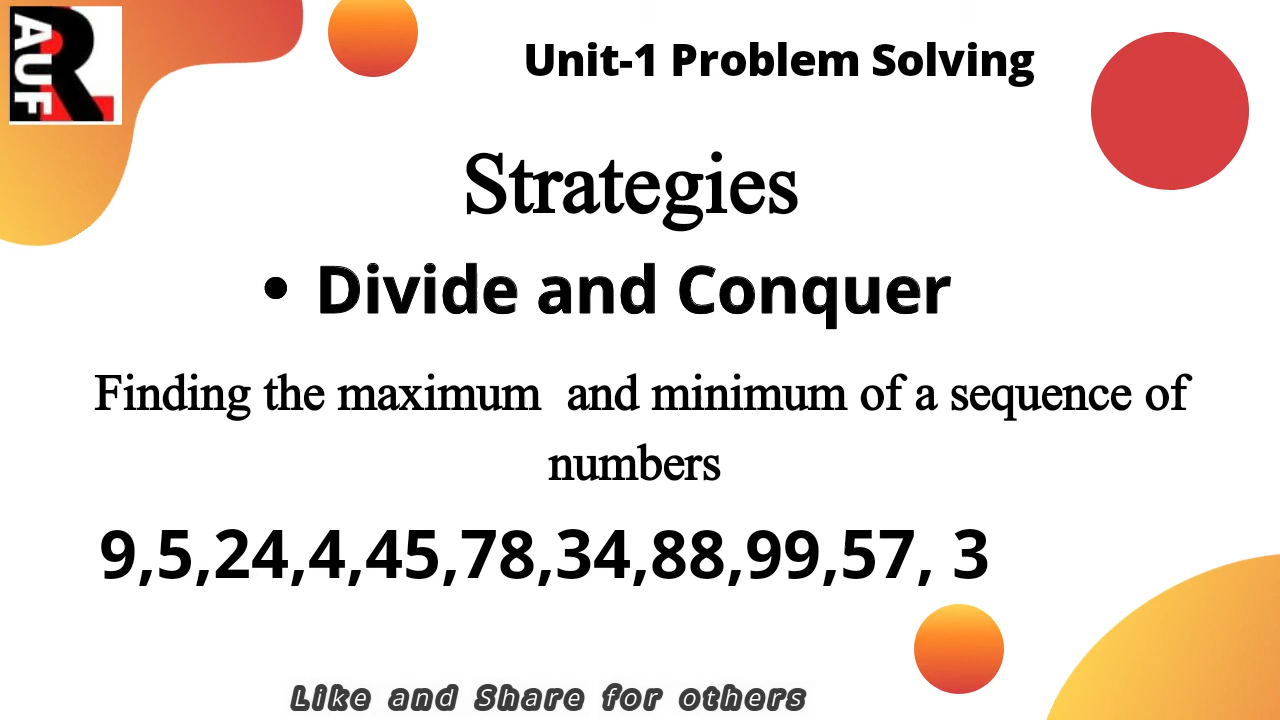 RAUF
Unit-1 Problem Solving
Strategies
• Divide and Conquer
Finding the maximum and minimum of a sequence of
numbers
9,5,24,4,45,78,34,88,99,57, 3
Like and Share for others